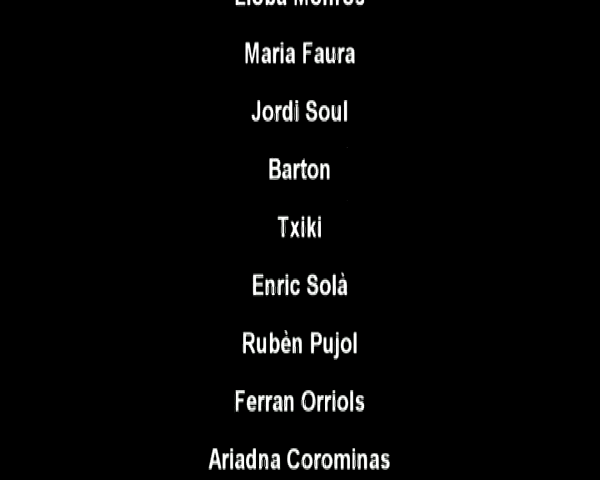 Maria Faura
Jordi Soul
Barton
Txiki
Enric Solà
Rubèn Pujol
Ferran Orriols
Ariadna Corominas